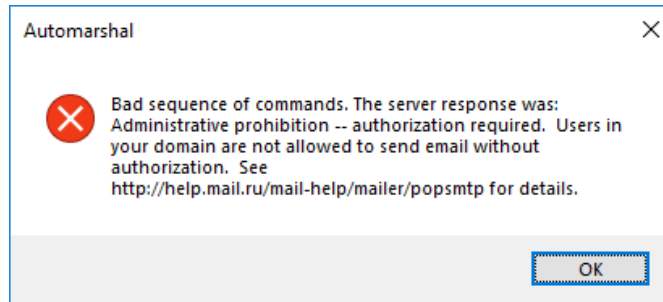 Automarshal
Bad sequence of commands. The server response was:
Administrative prohibition -- authorization required.  Users in
your domain are not allowed to send email without
authorization.  See
http://help.mail.ru/mail-help/mailer/popsmtp for details.
OK